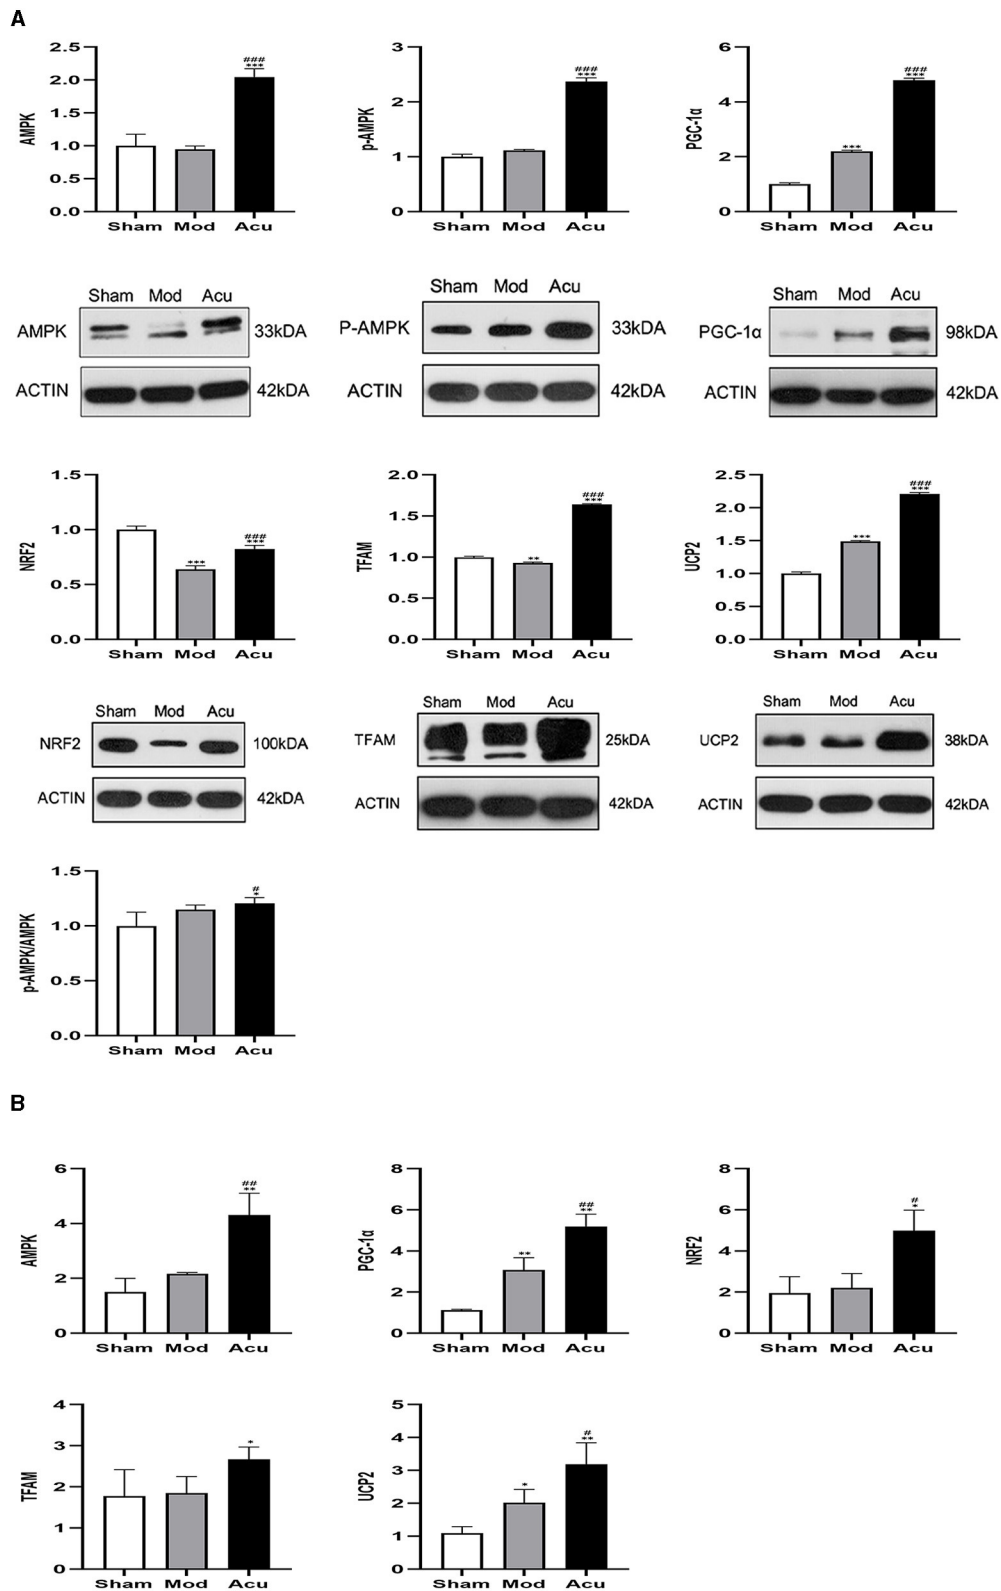 A
AMPK
2.5
2.0
1.5
1.0
0.5
0.0
###
***
Sham Mod Acu
p-AMPK
3
2
1
0
###
***
Sham Mod Acu
PGC-1α
6
4
2
0
***
###
***
Sham Mod Acu
Sham Mod Acu
AMPK 33kDA
ACTIN 42kDA
Sham Mod Acu
P-AMPK 33kDA
ACTIN 42kDA
Sham Mod Acu
PGC-1α 98kDA
ACTIN 42kDA
NRF2
1.5
1.0
0.5
0.0
***
###
***
Sham Mod Acu
TFAM
2.0
1.5
1.0
0.5
0.0
**
###
***
Sham Mod Acu
UCP2
2.5
2.0
1.5
1.0
0.5
0.0
***
###
***
Sham Mod Acu
Sham Mod Acu
NRF2 100kDA
ACTIN 42kDA
Sham Mod Acu
TFAM 25kDA
ACTIN 42kDA
Sham Mod Acu
UCP2 38kDA
ACTIN 42kDA
p-AMPK/AMPK
1.5
1.0
0.5
0.0
#
*
Sham Mod Acu
B
AMPK
6
4
2
0
##
**
Sham Mod Acu
PGC-1α
8
6
4
2
0
**
##
**
Sham Mod Acu
NRF2
8
6
4
2
0
#
*
Sham Mod Acu
TFAM
4
3
2
1
0
*
Sham Mod Acu
UCP2
5
4
3
2
1
0
*
#
**
Sham Mod Acu